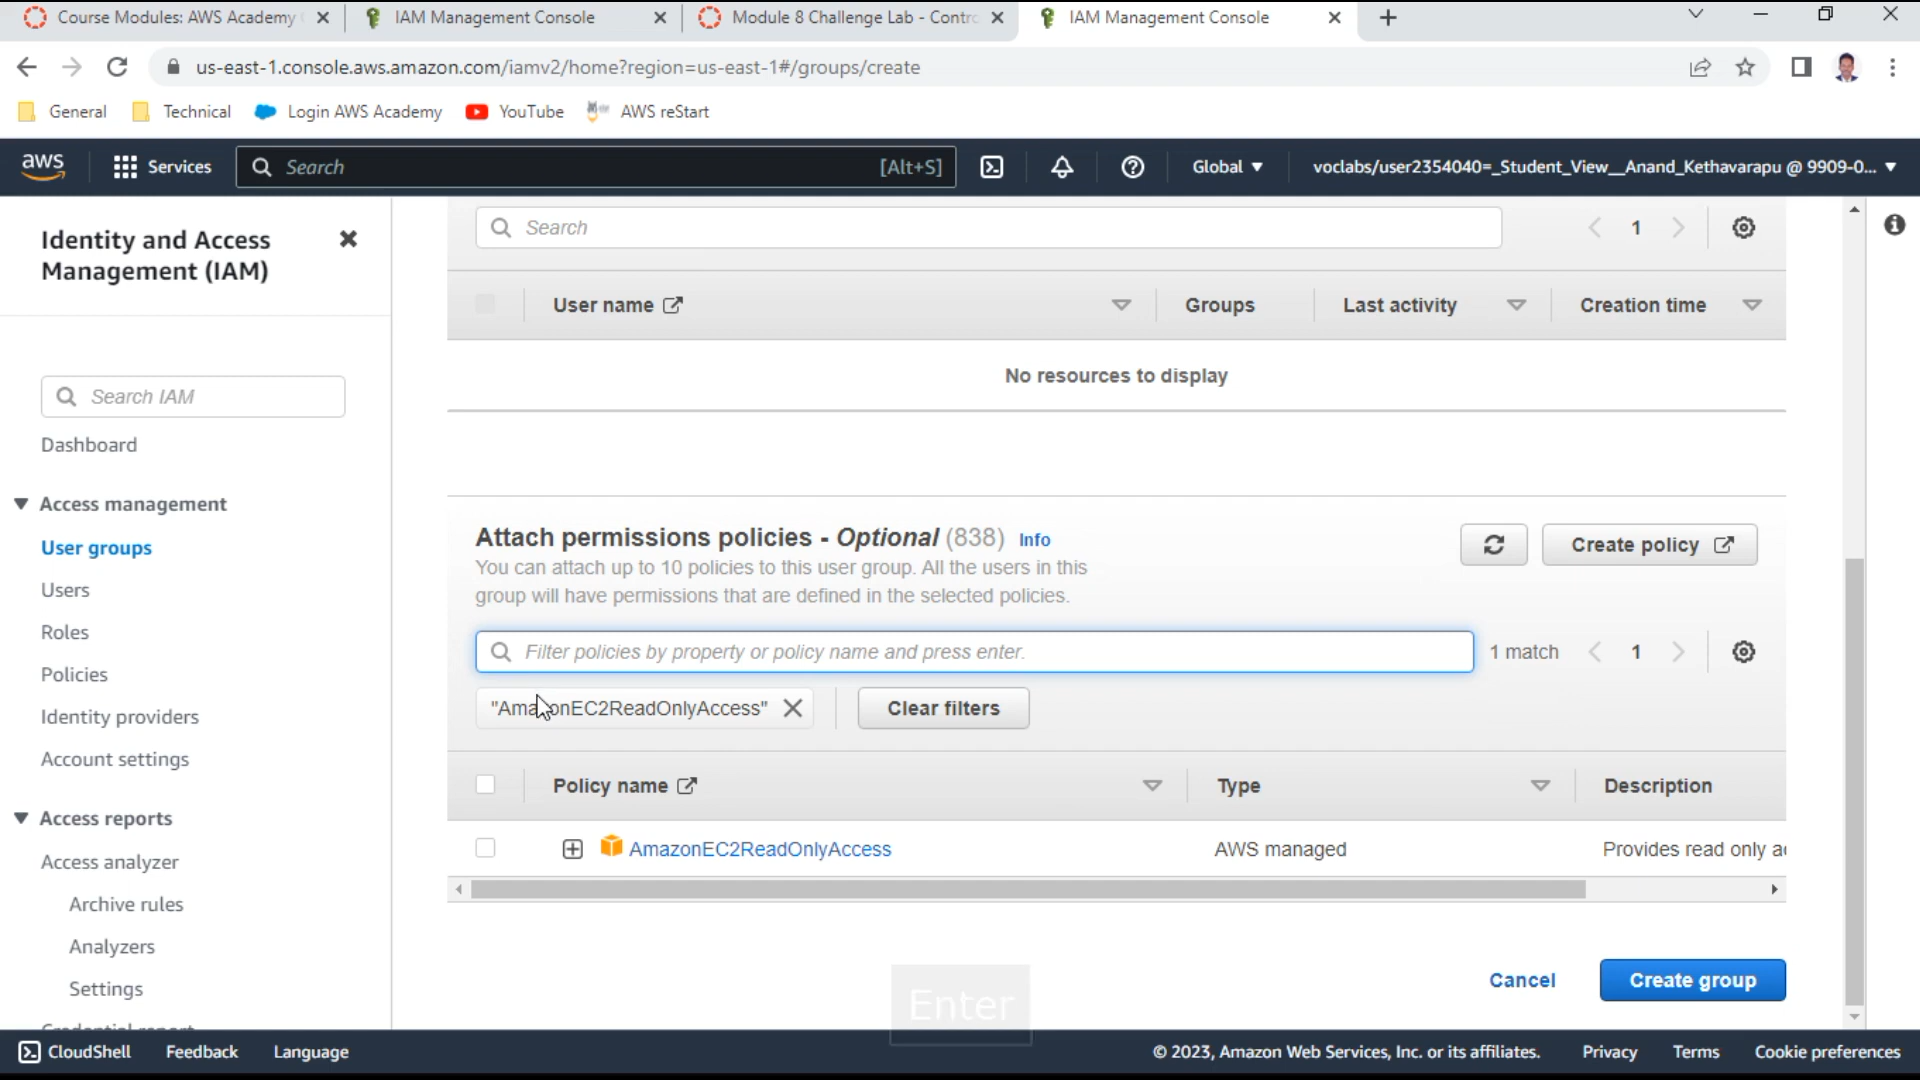 Course Modules: AWS Academy
IAM Management Console
Module 8 Challenge Lab - Contro
IAM Management Console
us-east-1.console.aws.amazon.com/iamv2/home?region=us-east-1#/groups/create
General
Technical
Login AWS Academy
YouTube
AWS reStart
aws
Services
Search
[Alt+S]
Global
voclabs/user2354040=_Student_View__Anand_Kethavarapu @ 9909-0...
Identity and Access
Management (IAM)
Search IAM
Dashboard
Access management
User groups
Users
Roles
Policies
Identity providers
Account settings
Access reports
Access analyzer
Archive rules
Analyzers
Settings
Credential report
Search
1
User name
Groups
Last activity
Creation time
No resources to display
Attach permissions policies - Optional (838) Info
You can attach up to 10 policies to this user group. All the users in this
group will have permissions that are defined in the selected policies.
Create policy
Filter policies by property or policy name and press enter.
1 match
1
"AmazonEC2ReadOnlyAccess"
Clear filters
Policy name
Type
Description
AmazonEC2ReadOnlyAccess
AWS managed
Provides read only a
Cancel
Create group
Enter
CloudShell
Feedback
Language
© 2023, Amazon Web Services, Inc. or its affiliates.
Privacy
Terms
Cookie preferences